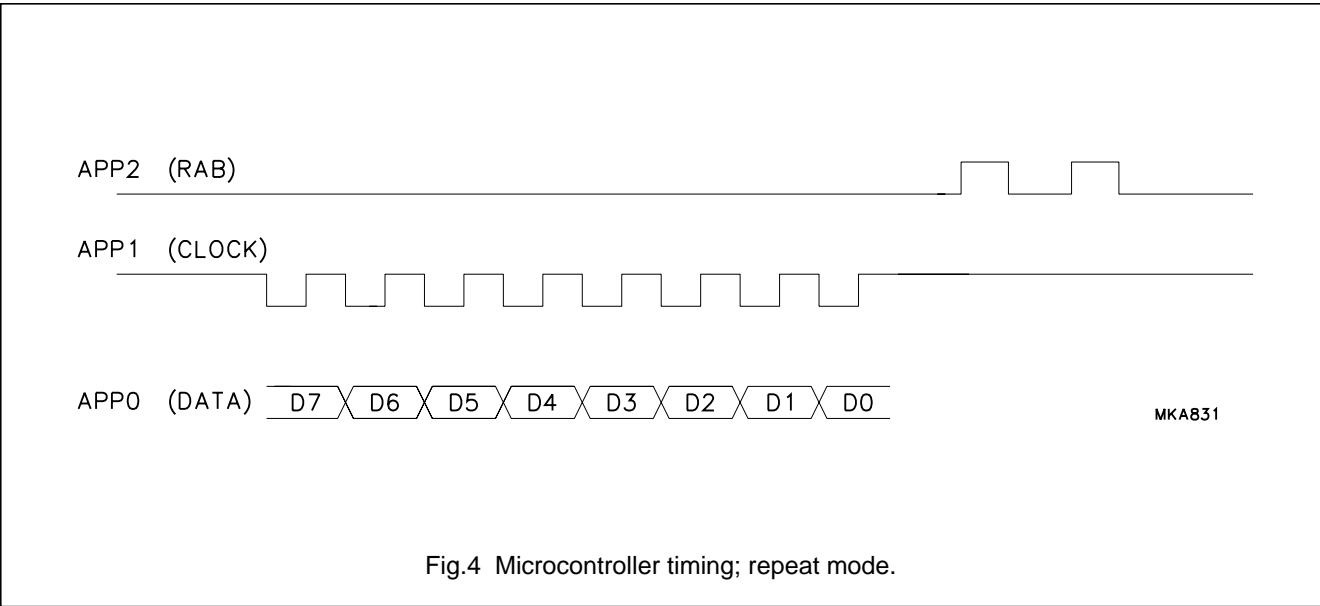 APP2 (RAB)
APP1 (CLOCK)
APP0 (DATA) D7 D6 D5 D4 D3 D2 D1 D0
MKA831
Fig.4 Microcontroller timing; repeat mode.